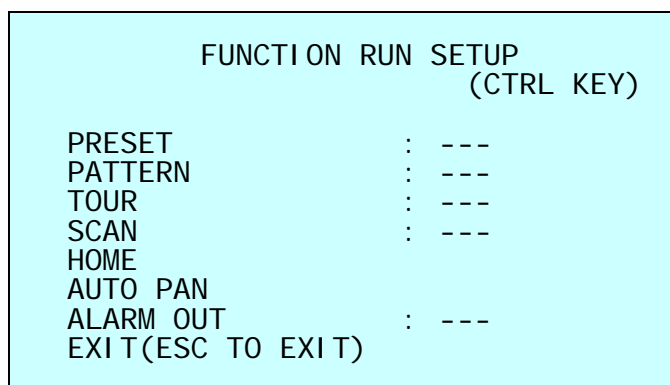 FUNCTION RUN SETUP
(CTRL KEY)
PRESET : ---
PATTERN : ---
TOUR : ---
SCAN : ---
HOME
AUTO PAN
ALARM OUT : ---
EXIT(ESC TO EXIT)